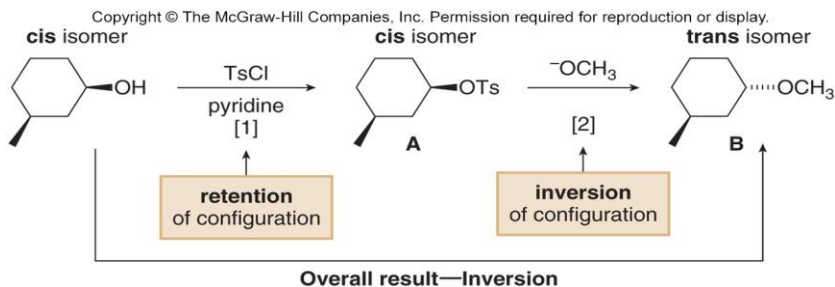 Copyright © The McGraw-Hill Companies, Inc. Permission required for reproduction or display.
cis isomer
cis isomer
trans isomer
OH
TsCl
pyridine
[1]
OTs
A
⁻OCH₃
[2]
OCH₃
B
retention
of configuration
inversion
of configuration
Overall result—Inversion